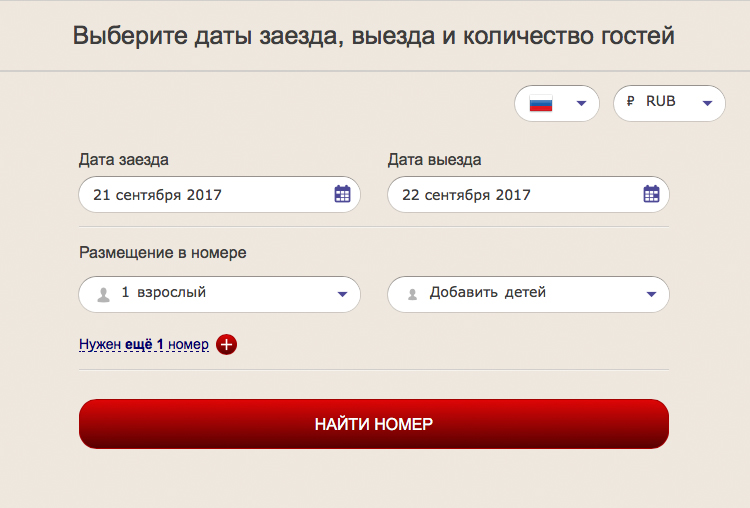 Выберите даты заезда, выезда и количество гостей
₽ RUB
Дата заезда
Дата выезда
21 сентября 2017
22 сентября 2017
Размещение в номере
1 взрослый
Добавить детей
Нужен ещё 1 номер
НАЙТИ НОМЕР